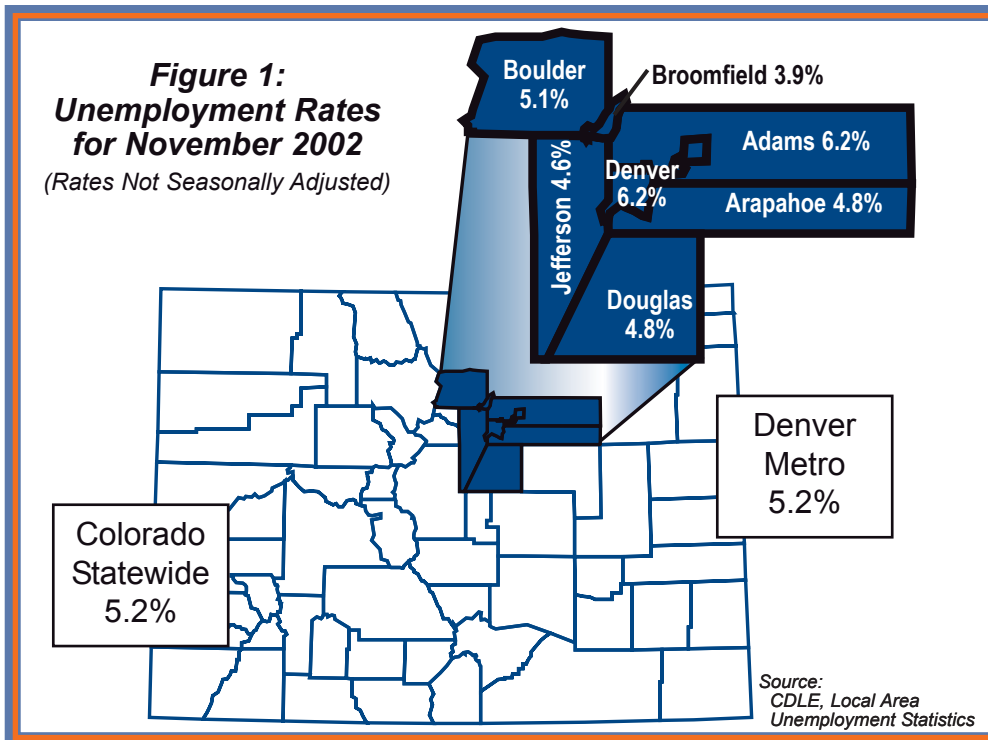 Figure 1:
Unemployment Rates
for November 2002
(Rates Not Seasonally Adjusted)
Boulder
5.1%
Broomfield 3.9%
Adams 6.2%
Denver
6.2%
Arapahoe 4.8%
Jefferson 4.6%
Douglas
4.8%
Denver
Metro
5.2%
Colorado
Statewide
5.2%
Source:
CDLE, Local Area
Unemployment Statistics